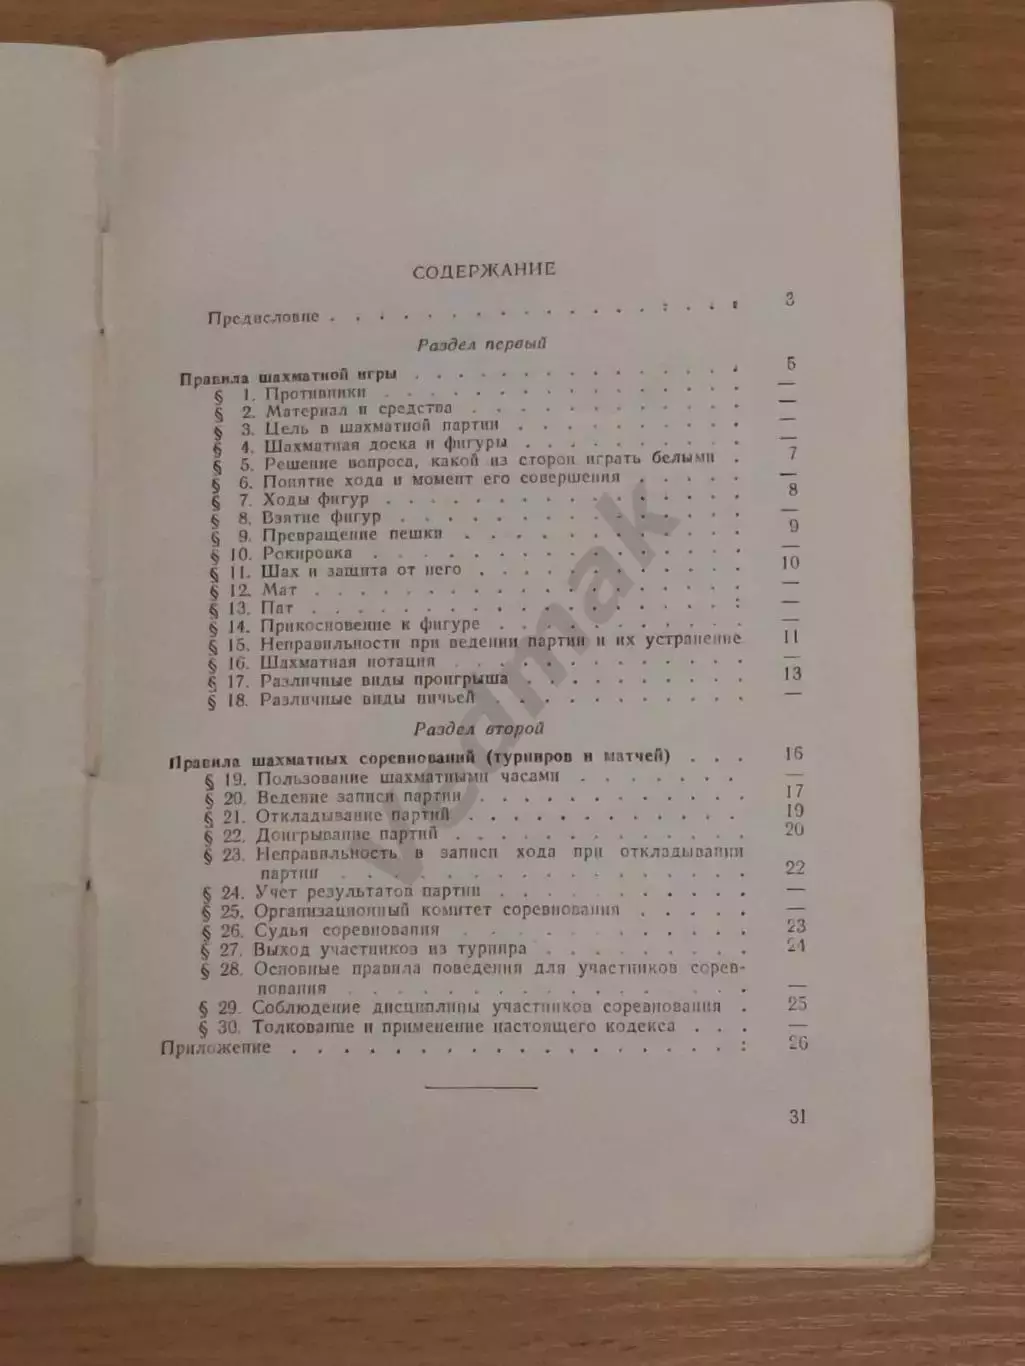 СОДЕРЖАНИЕ
Предисловие . . . . . . . . . . . . . . . . . . 3
Раздел первый
Правила шахматной игры . . . . . . . . . . . . . . 5
§ 1. Противники . . . . . . . . . . . . . . . —
§ 2. Материал и средства . . . . . . . . . . . —
§ 3. Цель в шахматной партии . . . . . . . . . —
§ 4. Шахматная доска и фигуры . . . . . . . . . —
§ 5. Решение вопроса, какой из сторон играть белыми . 7
§ 6. Понятие хода и момент его совершения . . . . . —
§ 7. Ходы фигур . . . . . . . . . . . . . . . 8
§ 8. Взятие фигур . . . . . . . . . . . . . . —
§ 9. Превращение пешки . . . . . . . . . . . . 9
§ 10. Рокировка . . . . . . . . . . . . . . . —
§ 11. Шах и защита от него . . . . . . . . . . 10
§ 12. Мат . . . . . . . . . . . . . . . . . —
§ 13. Пат . . . . . . . . . . . . . . . . . —
§ 14. Прикосновение к фигуре . . . . . . . . . —
§ 15. Неправильности при ведении партии и их устранение 11
§ 16. Шахматная нотация . . . . . . . . . . . —
§ 17. Различные виды проигрыша . . . . . . . . 13
§ 18. Различные виды ничьей . . . . . . . . . —
Раздел второй
Правила шахматных соревнований (турниров и матчей) . . . 16
§ 19. Пользование шахматными часами . . . . . . . —
§ 20. Ведение записи партии . . . . . . . . . . 17
§ 21. Откладывание партий . . . . . . . . . . . 19
§ 22. Доигрывание партий . . . . . . . . . . . 20
§ 23. Неправильность в записи хода при откладывании
партии . . . . . . . . . . . . . . . . 22
§ 24. Учет результатов партии . . . . . . . . . —
§ 25. Организационный комитет соревнования . . . . . —
§ 26. Судья соревнования . . . . . . . . . . . 23
§ 27. Выход участников из турнира . . . . . . . . 24
§ 28. Основные правила поведения для участников сорев-
нования . . . . . . . . . . . . . . . —
§ 29. Соблюдение дисциплины участников соревнования . 25
§ 30. Толкование и применение настоящего кодекса . . . —
Приложение . . . . . . . . . . . . . . . . . . 26
31
Vedmak